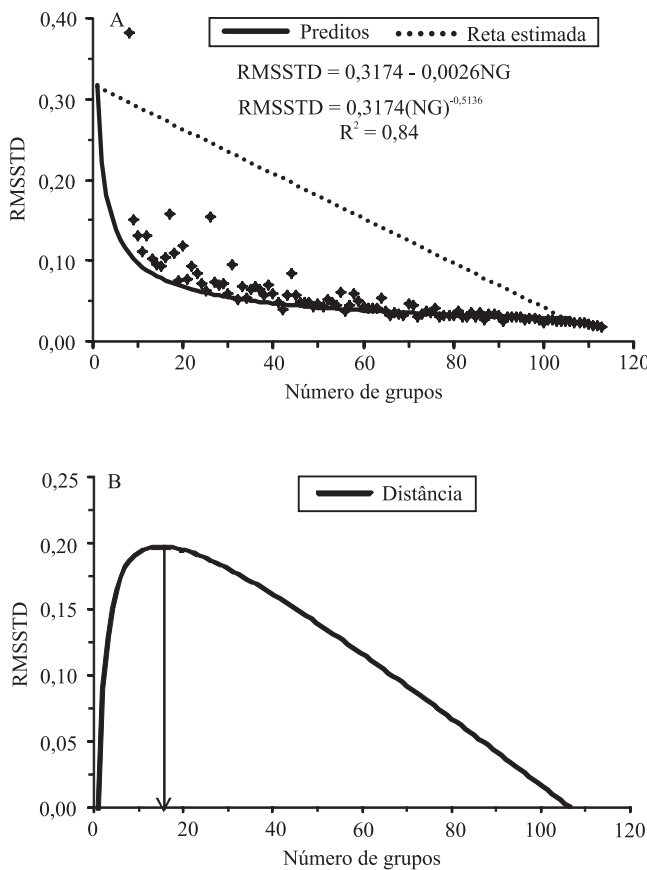 A
Preditos
Reta estimada
RMSSTD = 0,3174 - 0,0026NG
RMSSTD = 0,3174(NG)^-0,5136
R² = 0,84
RMSSTD
0,40
0,30
0,20
0,10
0,00
0 20 40 60 80 100 120
Número de grupos
B
Distância
RMSSTD
0,25
0,20
0,15
0,10
0,05
0,00
0 20 40 60 80 100 120
Número de grupos